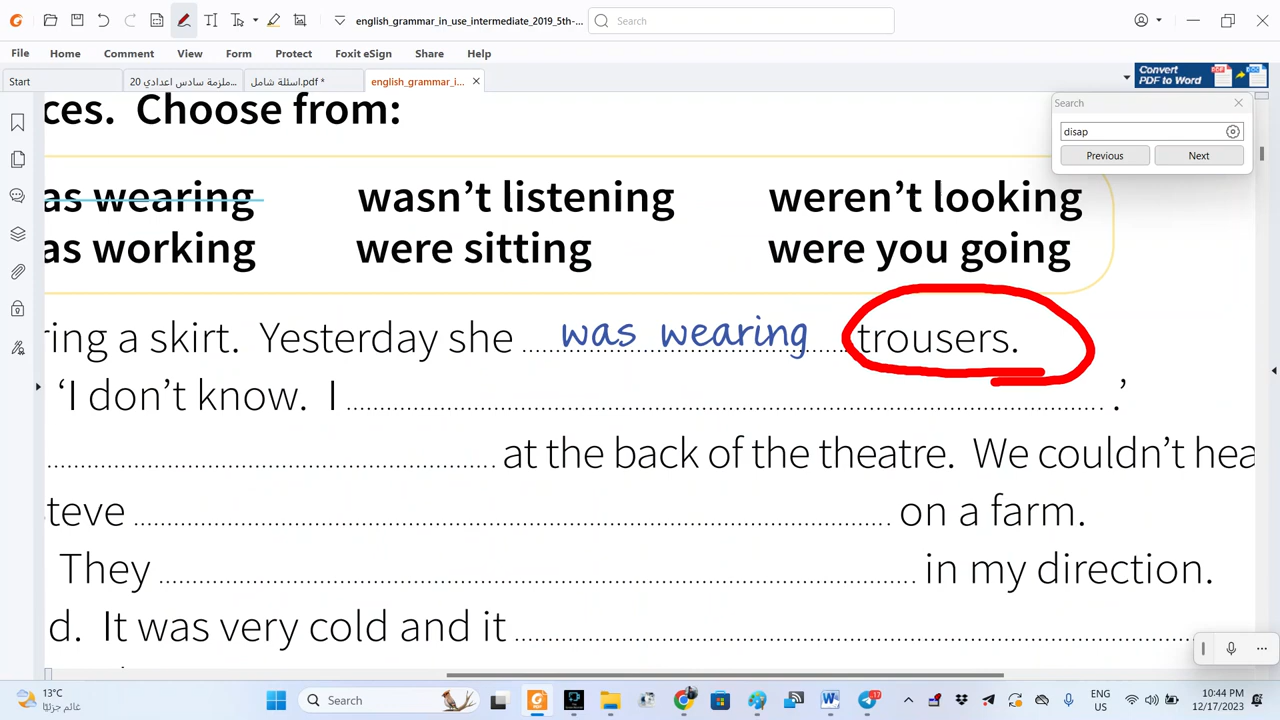 english_grammar_in_use_intermediate_2019_5th-...
Search
File Home Comment View Form Protect Foxit eSign Share Help
Start
ملزمة سادس اعدادي 20...
اسئلة شامل.pdf *
english_grammar_i...
Convert
PDF to Word
Search
disap
Previous Next
ces. Choose from:
as wearing wasn't listening weren't looking
as working were sitting were you going
ring a skirt. Yesterday she was wearing trousers.
'I don't know. I .'
at the back of the theatre. We couldn't hea
teve on a farm.
They in my direction.
d. It was very cold and it
13°C
غائم جزئيًا
Search
17
ENG
US
10:44 PM
12/17/2023